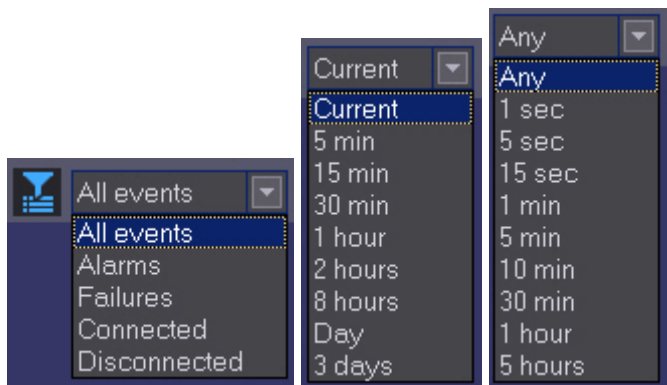 All events
All events
Alarms
Failures
Connected
Disconnected
Current
Current
5 min
15 min
30 min
1 hour
2 hours
8 hours
Day
3 days
Any
Any
1 sec
5 sec
15 sec
1 min
5 min
10 min
30 min
1 hour
5 hours